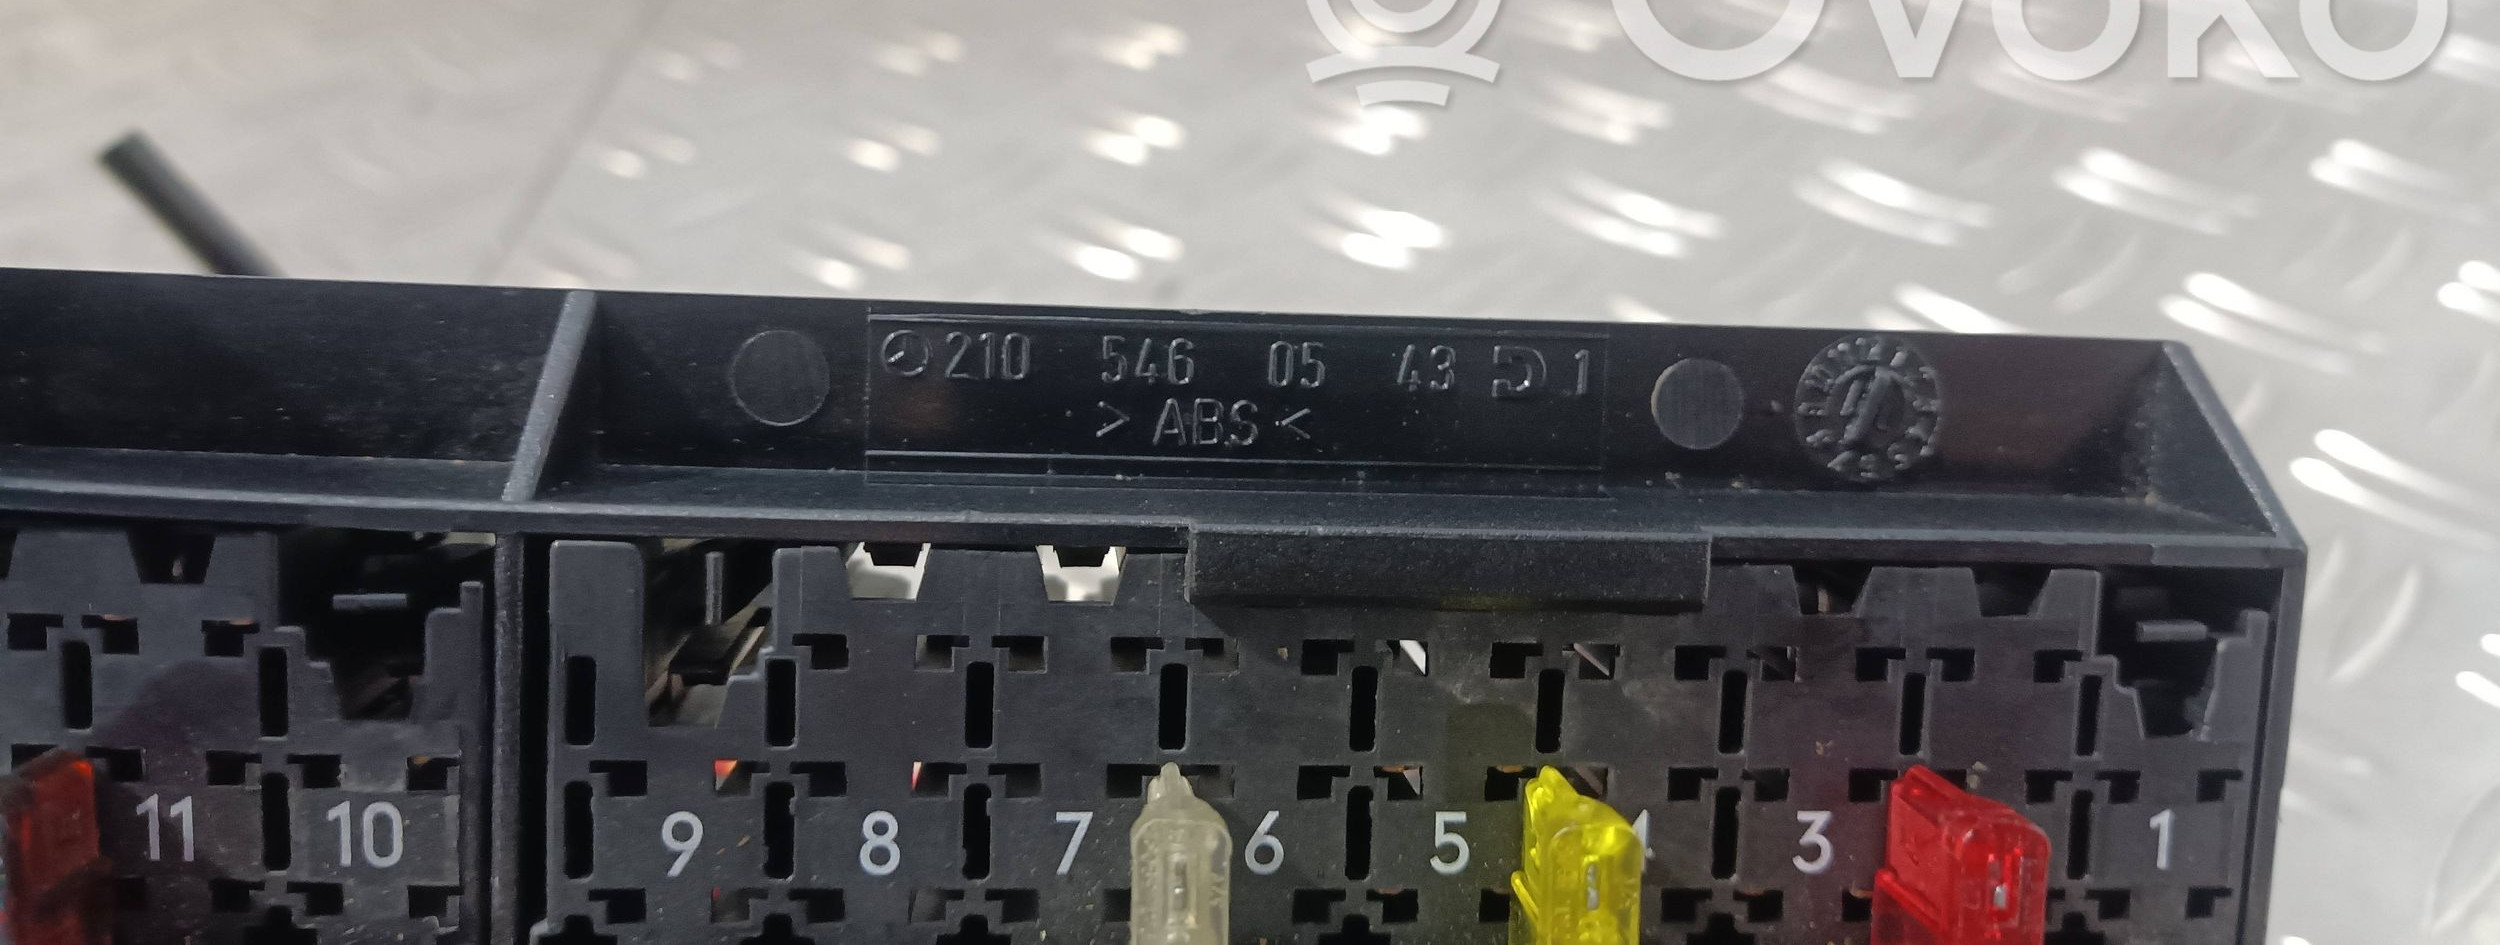 OVOKO
210 546 05 43 1
> ABS <
11 10 9 8 7 6 5 4 3 1